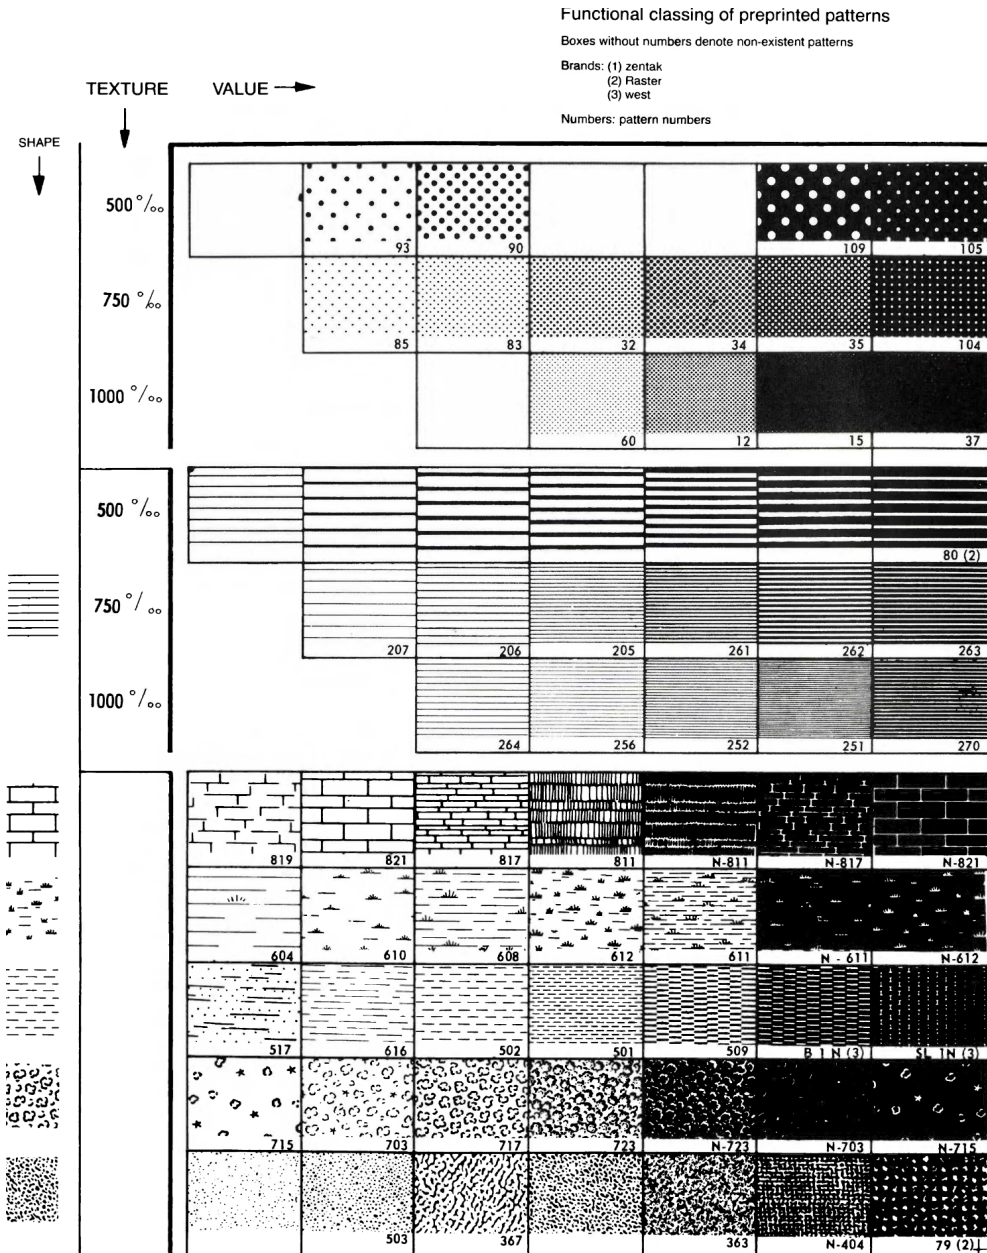 Functional classing of preprinted patterns
Boxes without numbers denote non-existent patterns
Brands: (1) zentak
(2) Raster
(3) west
Numbers: pattern numbers
TEXTURE VALUE
SHAPE
500 °/oo
93 90 109 105
750 °/oo
85 83 32 34 35 104
1000 °/oo
60 12 15 37
500 °/oo
80 (2)
750 °/oo
207 206 205 261 262 263
1000 °/oo
264 256 252 251 270
819 821 817 811 N-811 N-817 N-821
604 610 608 612 611 N - 611 N-612
517 616 502 501 509 B 1 N (3) SL 1N (3)
715 703 717 723 N-723 N-703 N-715
503 367 363 N-404 79 (2)